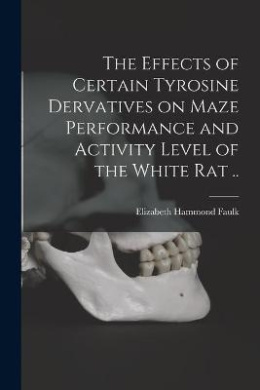 The Effects of
Certain Tyrosine
Dervatives on Maze
Performance and
Activity Level of
the White Rat ..
Elizabeth Hammond Faulk